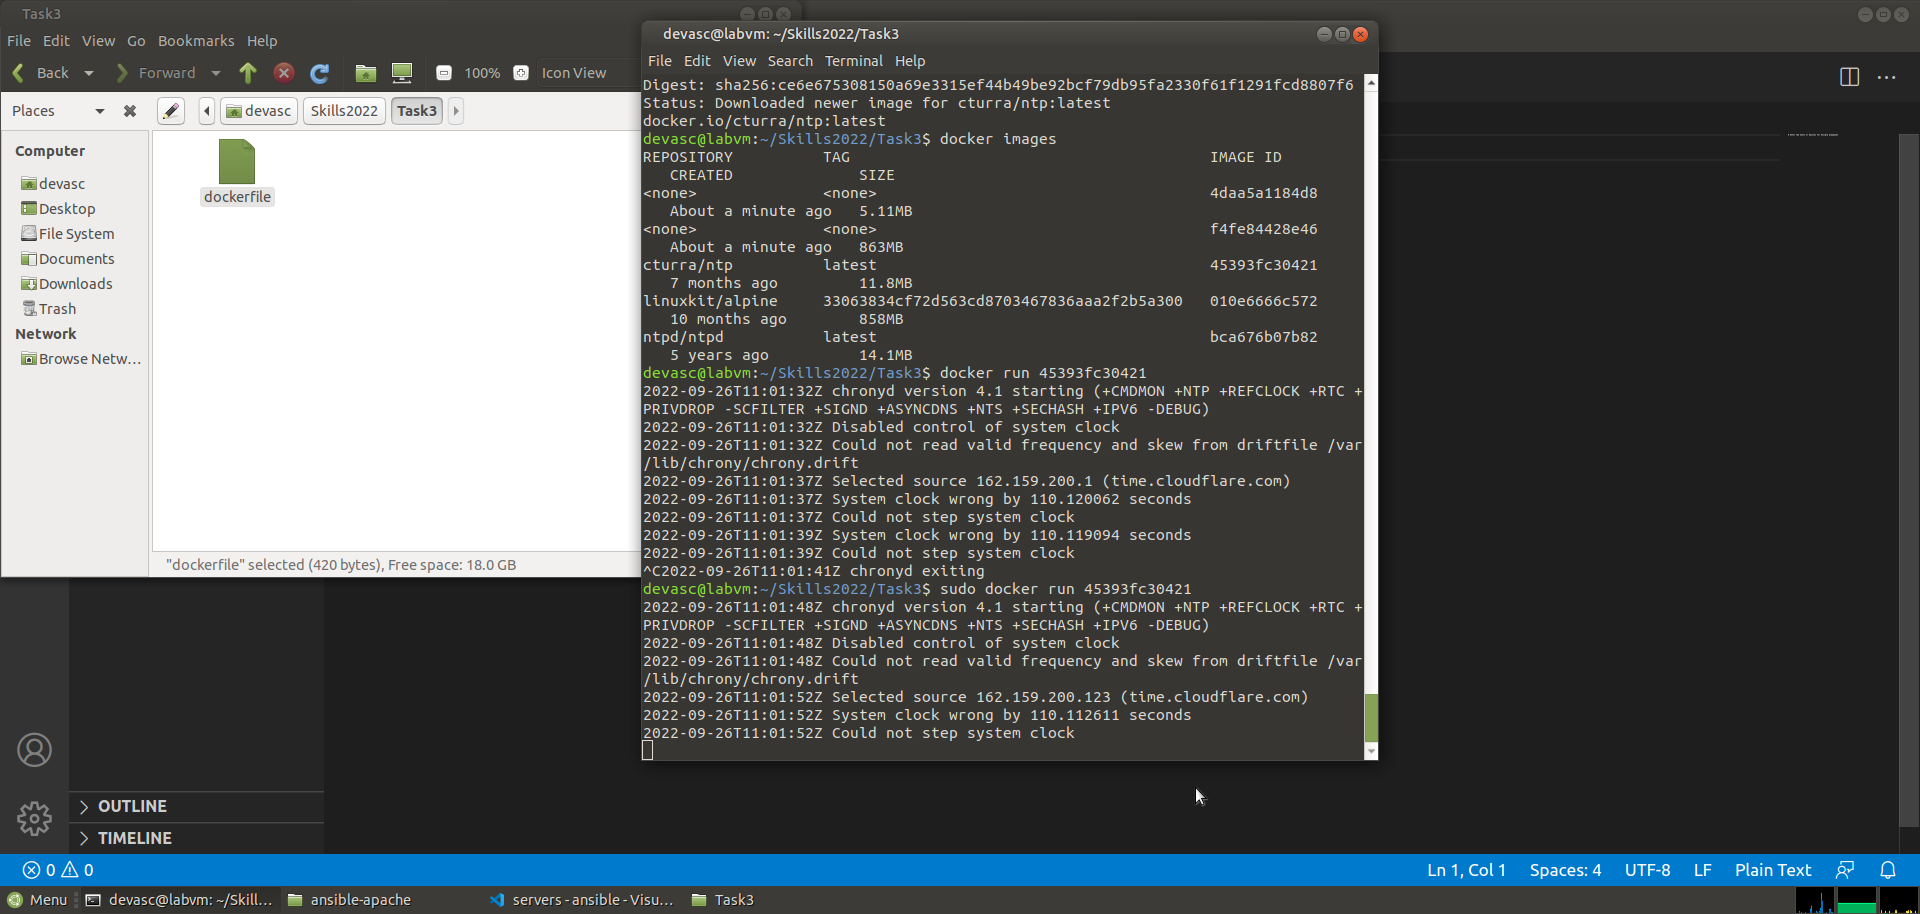 Task3
File Edit View Go Bookmarks Help
Back Forward 100% Icon View
Places devasc Skills2022 Task3
Computer
devasc
Desktop
File System
Documents
Downloads
Trash
Network
Browse Netw...
dockerfile
"dockerfile" selected (420 bytes), Free space: 18.0 GB
devasc@labvm: ~/Skills2022/Task3
File Edit View Search Terminal Help
Digest: sha256:ce6e675308150a69e3315ef44b49be92bcf79db95fa2330f61f1291fcd8807f6
Status: Downloaded newer image for cturra/ntp:latest
docker.io/cturra/ntp:latest
devasc@labvm:~/Skills2022/Task3$ docker images
REPOSITORY TAG IMAGE ID
CREATED SIZE
<none> <none> 4daa5a1184d8
About a minute ago 5.11MB
<none> <none> f4fe84428e46
About a minute ago 863MB
cturra/ntp latest 45393fc30421
7 months ago 11.8MB
linuxkit/alpine 33063834cf72d563cd8703467836aaa2f2b5a300 010e6666c572
10 months ago 858MB
ntpd/ntpd latest bca676b07b82
5 years ago 14.1MB
devasc@labvm:~/Skills2022/Task3$ docker run 45393fc30421
2022-09-26T11:01:32Z chronyd version 4.1 starting (+CMDMON +NTP +REFCLOCK +RTC +
PRIVDROP -SCFILTER +SIGND +ASYNCDNS +NTS +SECHASH +IPV6 -DEBUG)
2022-09-26T11:01:32Z Disabled control of system clock
2022-09-26T11:01:32Z Could not read valid frequency and skew from driftfile /var
/lib/chrony/chrony.drift
2022-09-26T11:01:37Z Selected source 162.159.200.1 (time.cloudflare.com)
2022-09-26T11:01:37Z System clock wrong by 110.120062 seconds
2022-09-26T11:01:37Z Could not step system clock
2022-09-26T11:01:39Z System clock wrong by 110.119094 seconds
2022-09-26T11:01:39Z Could not step system clock
^C2022-09-26T11:01:41Z chronyd exiting
devasc@labvm:~/Skills2022/Task3$ sudo docker run 45393fc30421
2022-09-26T11:01:48Z chronyd version 4.1 starting (+CMDMON +NTP +REFCLOCK +RTC +
PRIVDROP -SCFILTER +SIGND +ASYNCDNS +NTS +SECHASH +IPV6 -DEBUG)
2022-09-26T11:01:48Z Disabled control of system clock
2022-09-26T11:01:48Z Could not read valid frequency and skew from driftfile /var
/lib/chrony/chrony.drift
2022-09-26T11:01:52Z Selected source 162.159.200.123 (time.cloudflare.com)
2022-09-26T11:01:52Z System clock wrong by 110.112611 seconds
2022-09-26T11:01:52Z Could not step system clock
OUTLINE
TIMELINE
0 0 Ln 1, Col 1 Spaces: 4 UTF-8 LF Plain Text
Menu devasc@labvm: ~/Skill... ansible-apache servers - ansible - Visu... Task3